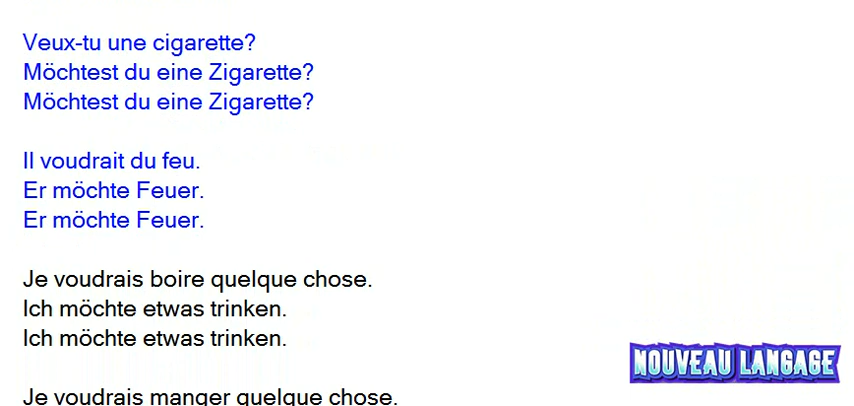 Veux-tu une cigarette?
Möchtest du eine Zigarette?
Möchtest du eine Zigarette?
Il voudrait du feu.
Er möchte Feuer.
Er möchte Feuer.
Je voudrais boire quelque chose.
Ich möchte etwas trinken.
Ich möchte etwas trinken.
NOUVEAU LANGAGE
Je voudrais manger quelque chose.